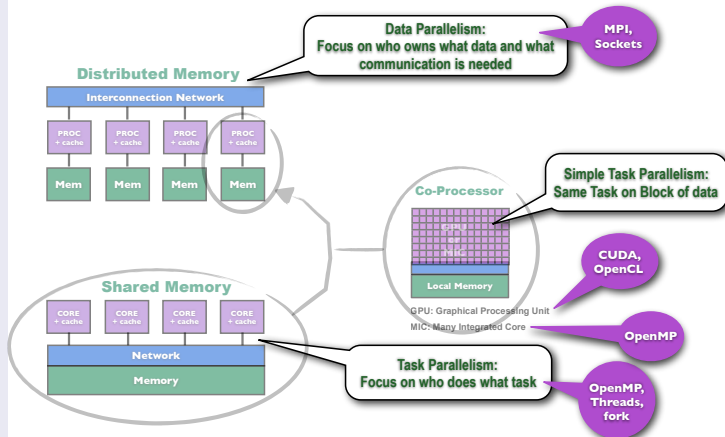 Data Parallelism:
Focus on who owns what data and what
communication is needed
MPI,
Sockets
Distributed Memory
Interconnection Network
PROC
+ cache
PROC
+ cache
PROC
+ cache
PROC
+ cache
Mem
Mem
Mem
Mem
Simple Task Parallelism:
Same Task on Block of data
Co-Processor
GPU
or
MIC
Local Memory
CUDA,
OpenCL
GPU: Graphical Processing Unit
MIC: Many Integrated Core
OpenMP
Shared Memory
CORE
+ cache
CORE
+ cache
CORE
+ cache
CORE
+ cache
Network
Memory
Task Parallelism:
Focus on who does what task
OpenMP,
Threads,
fork